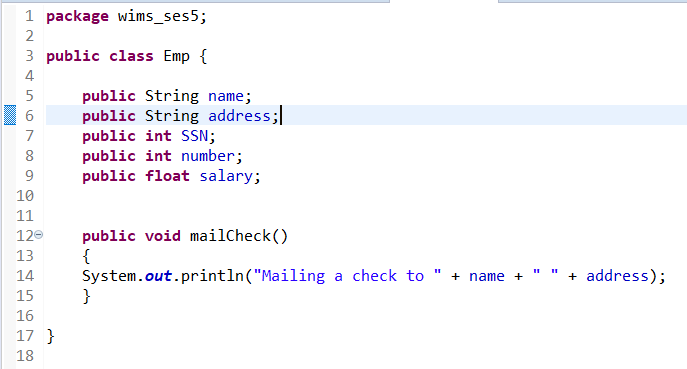 1 package wims_ses5;
2
3 public class Emp {
4
5     public String name;
6     public String address;
7     public int SSN;
8     public int number;
9     public float salary;
10
11
12     public void mailCheck()
13     {
14     System.out.println("Mailing a check to " + name + " " + address);
15     }
16
17 }
18